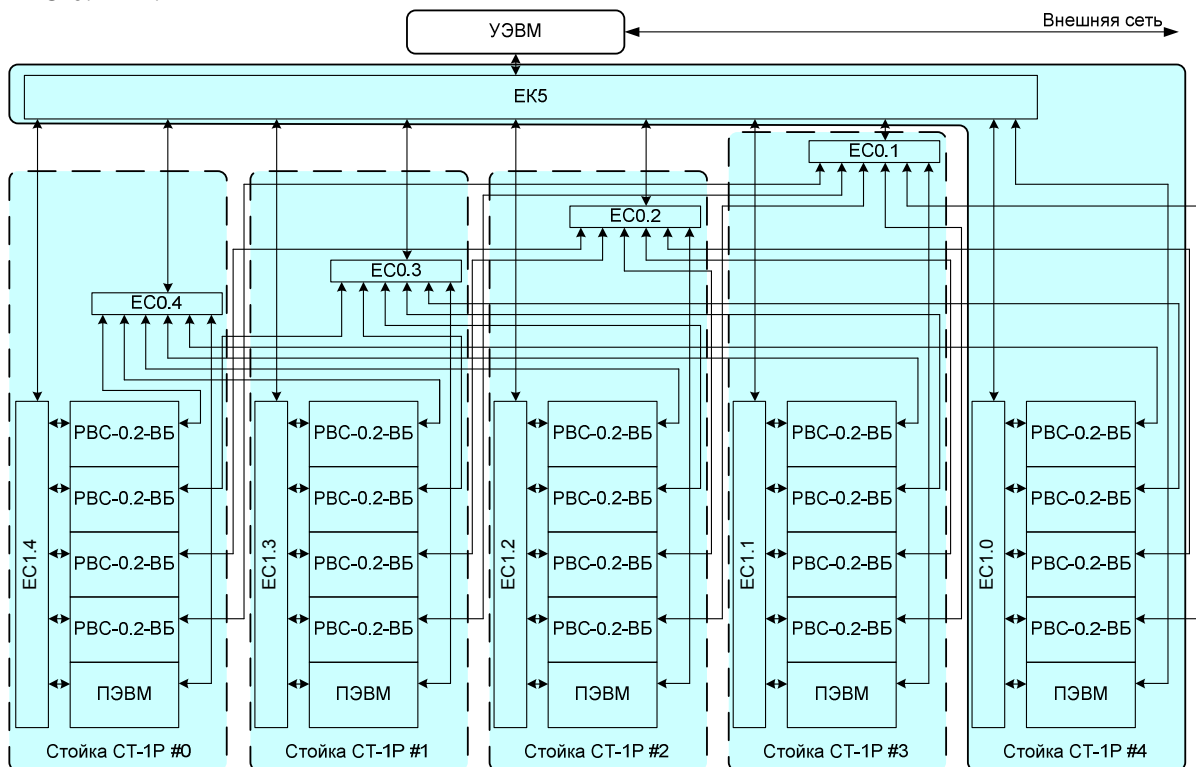 УЭВМ
Внешняя сеть
ЕК5
ЕС0.1
ЕС0.2
ЕС0.3
ЕС0.4
ЕС1.4
РВС-0.2-ВБ
РВС-0.2-ВБ
РВС-0.2-ВБ
РВС-0.2-ВБ
ПЭВМ
Стойка СТ-1Р #0
ЕС1.3
РВС-0.2-ВБ
РВС-0.2-ВБ
РВС-0.2-ВБ
РВС-0.2-ВБ
ПЭВМ
Стойка СТ-1Р #1
ЕС1.2
РВС-0.2-ВБ
РВС-0.2-ВБ
РВС-0.2-ВБ
РВС-0.2-ВБ
ПЭВМ
Стойка СТ-1Р #2
ЕС1.1
РВС-0.2-ВБ
РВС-0.2-ВБ
РВС-0.2-ВБ
РВС-0.2-ВБ
ПЭВМ
Стойка СТ-1Р #3
ЕС1.0
РВС-0.2-ВБ
РВС-0.2-ВБ
РВС-0.2-ВБ
РВС-0.2-ВБ
ПЭВМ
Стойка СТ-1Р #4